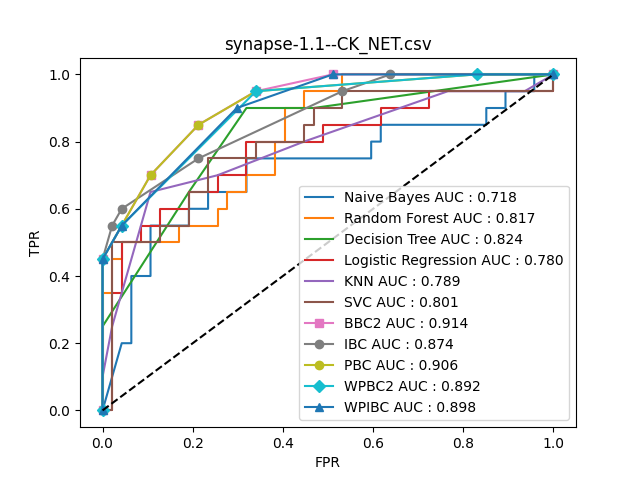 synapse-1.1--CK_NET.csv
1.0
0.8
0.6
0.4
0.2
0.0
TPR
Naive Bayes AUC : 0.718
Random Forest AUC : 0.817
Decision Tree AUC : 0.824
Logistic Regression AUC : 0.780
KNN AUC : 0.789
SVC AUC : 0.801
BBC2 AUC : 0.914
IBC AUC : 0.874
PBC AUC : 0.906
WPBC2 AUC : 0.892
WPIBC AUC : 0.898
0.0 0.2 0.4 0.6 0.8 1.0
FPR